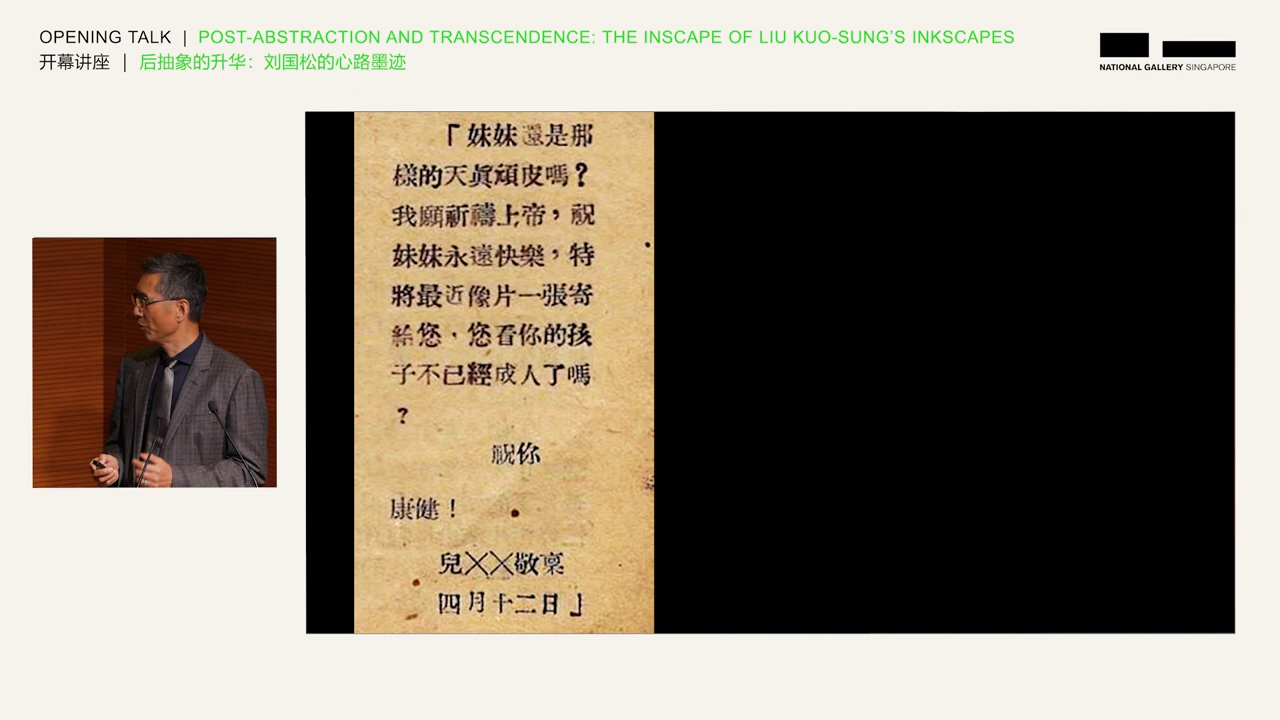 OPENING TALK | POST-ABSTRACTION AND TRANSCENDENCE: THE INSCAPE OF LIU KUO-SUNG'S INKSCAPES
开幕讲座 | 后抽象的升华：刘国松的心路墨迹
NATIONAL GALLERY SINGAPORE
「妹妹還是那
樣的天眞頑皮嗎？
我願祈禱上帝，祝
妹妹永遠快樂，特
將最近像片一張寄
給您．您看你的孩
子不已經成人了嗎
？
祝你
康健！
兒╳╳敬稟
四月十二日」